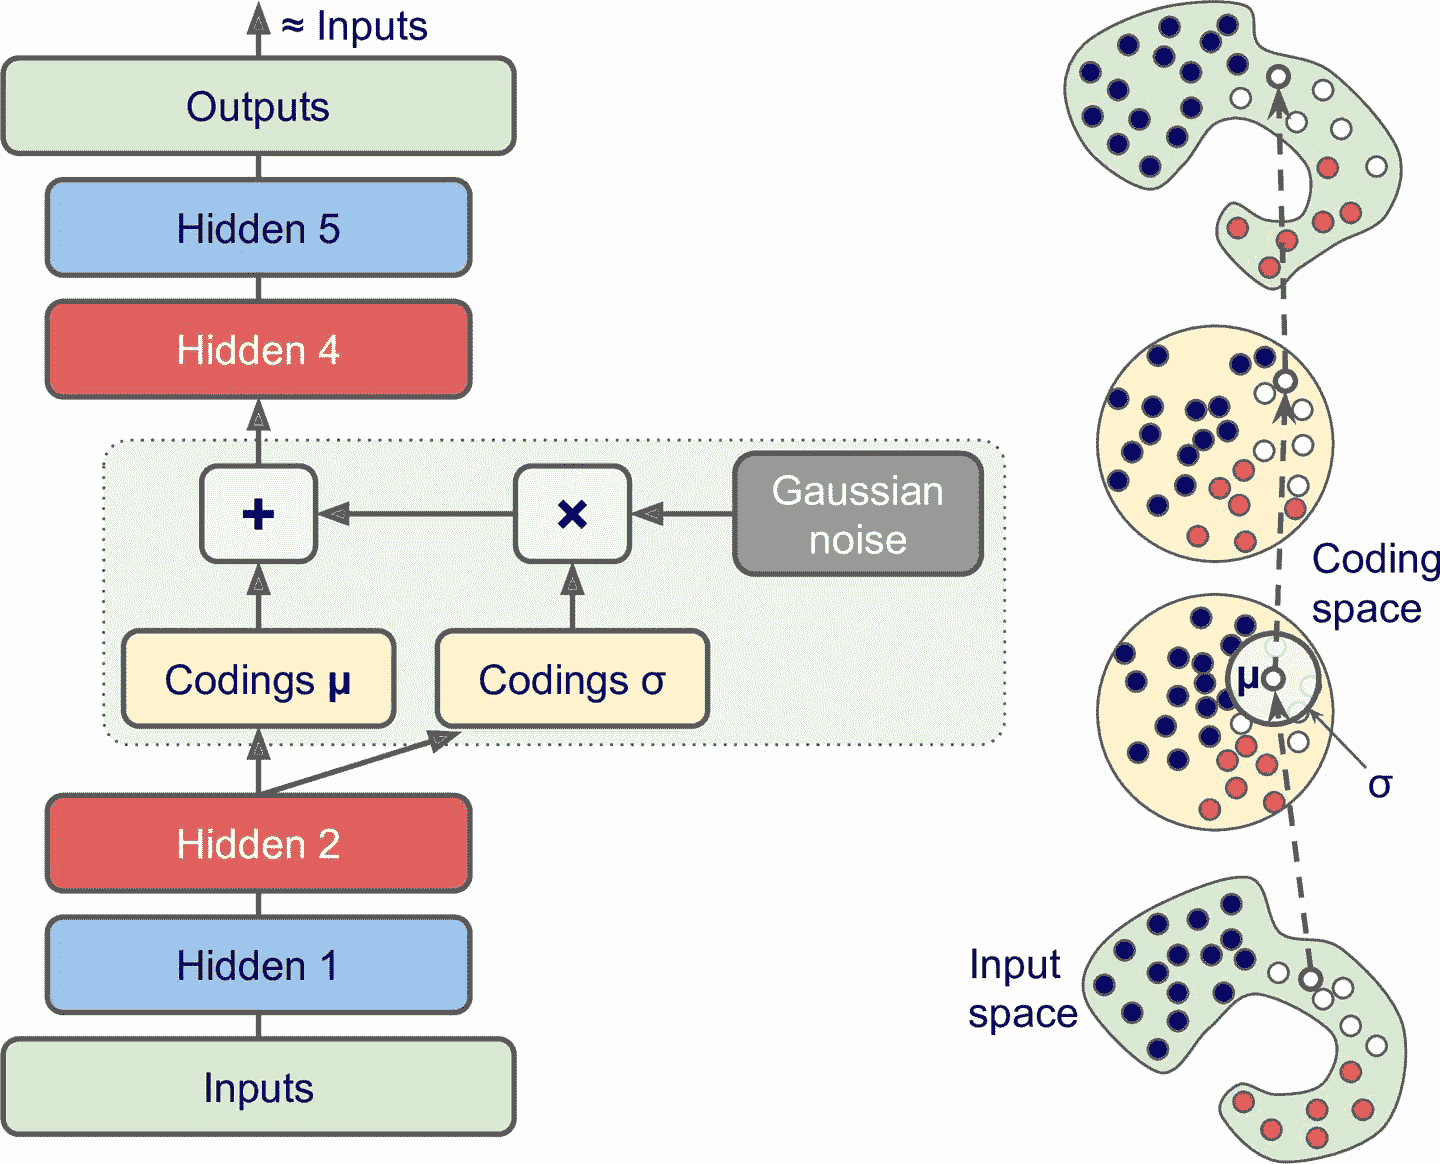 ≈ Inputs
Outputs
Hidden 5
Hidden 4
+
×
Gaussian
noise
Codings μ
Codings σ
Hidden 2
Hidden 1
Inputs
Coding
space
μ
σ
Input
space